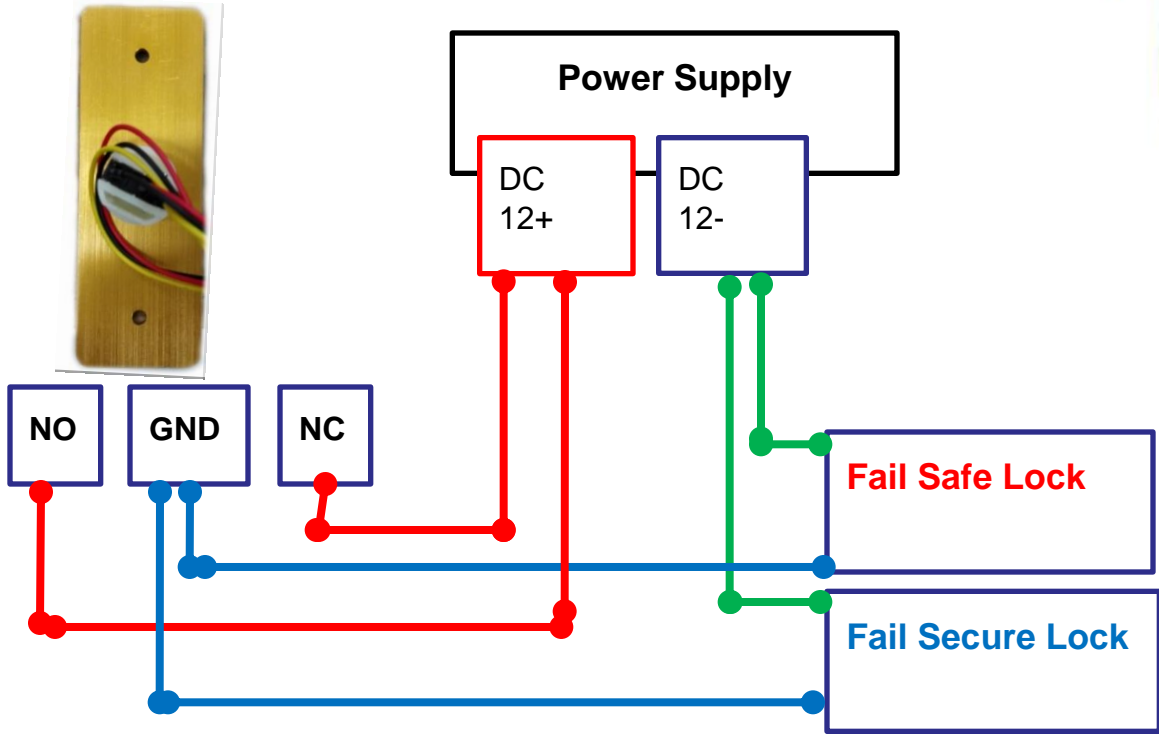 Power Supply
DC
12+
DC
12-
NO
GND
NC
Fail Safe Lock
Fail Secure Lock